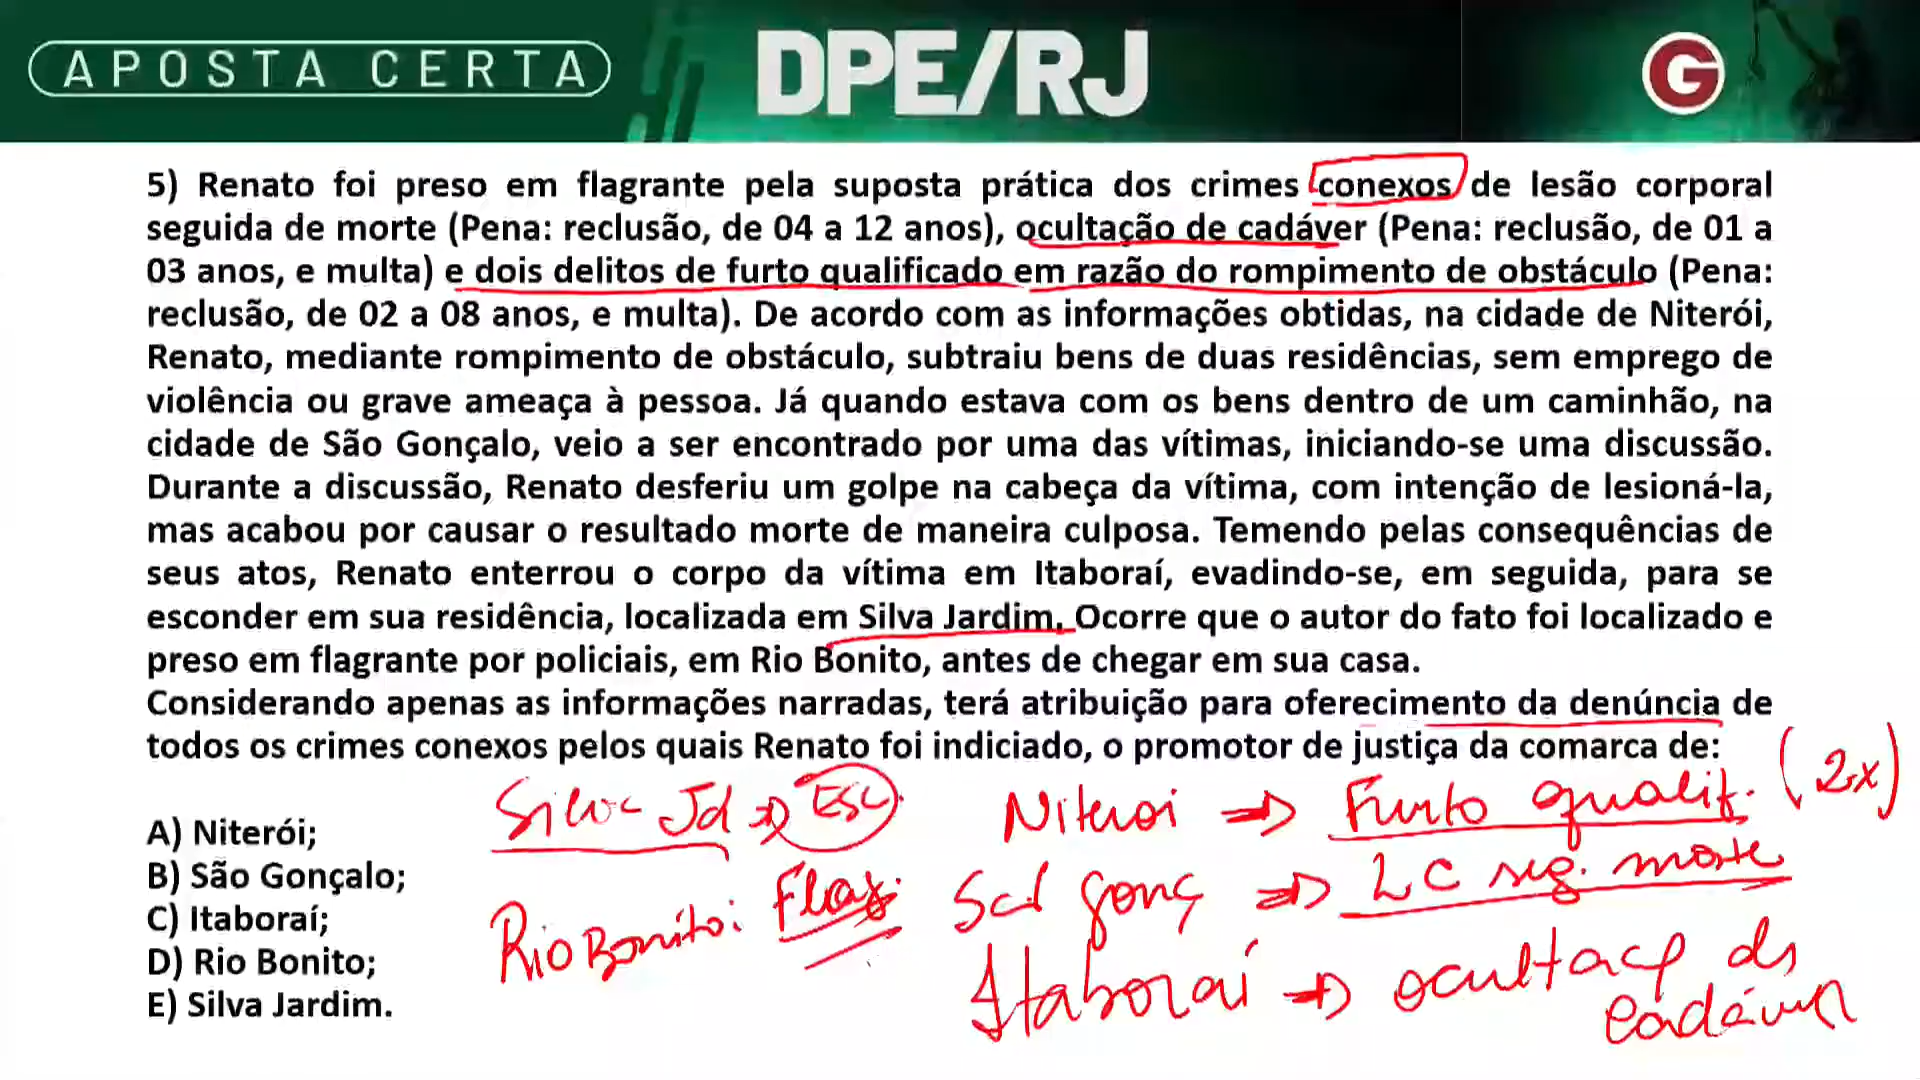 APOSTA CERTA
DPE/RJ
G
5) Renato foi preso em flagrante pela suposta prática dos crimes conexos de lesão corporal
seguida de morte (Pena: reclusão, de 04 a 12 anos), ocultação de cadáver (Pena: reclusão, de 01 a
03 anos, e multa) e dois delitos de furto qualificado em razão do rompimento de obstáculo (Pena:
reclusão, de 02 a 08 anos, e multa). De acordo com as informações obtidas, na cidade de Niterói,
Renato, mediante rompimento de obstáculo, subtraiu bens de duas residências, sem emprego de
violência ou grave ameaça à pessoa. Já quando estava com os bens dentro de um caminhão, na
cidade de São Gonçalo, veio a ser encontrado por uma das vítimas, iniciando-se uma discussão.
Durante a discussão, Renato desferiu um golpe na cabeça da vítima, com intenção de lesioná-la,
mas acabou por causar o resultado morte de maneira culposa. Temendo pelas consequências de
seus atos, Renato enterrou o corpo da vítima em Itaboraí, evadindo-se, em seguida, para se
esconder em sua residência, localizada em Silva Jardim. Ocorre que o autor do fato foi localizado e
preso em flagrante por policiais, em Rio Bonito, antes de chegar em sua casa.
Considerando apenas as informações narradas, terá atribuição para oferecimento da denúncia de
todos os crimes conexos pelos quais Renato foi indiciado, o promotor de justiça da comarca de:
A) Niterói;
B) São Gonçalo;
C) Itaboraí;
D) Rio Bonito;
E) Silva Jardim.
Silva Jd => ESC.
Rio Bonito: Flag.
Niteroi => Furto qualif. (2x)
Gonç => LC seg. morte
Itaboraí => de
cadáver